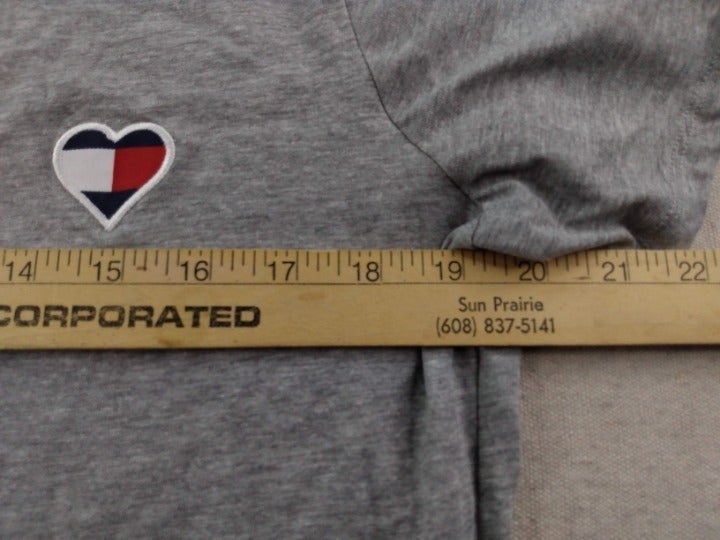 14 15 16 17 18 19 20 21 22
CORPORATED
Sun Prairie
(608) 837-5141